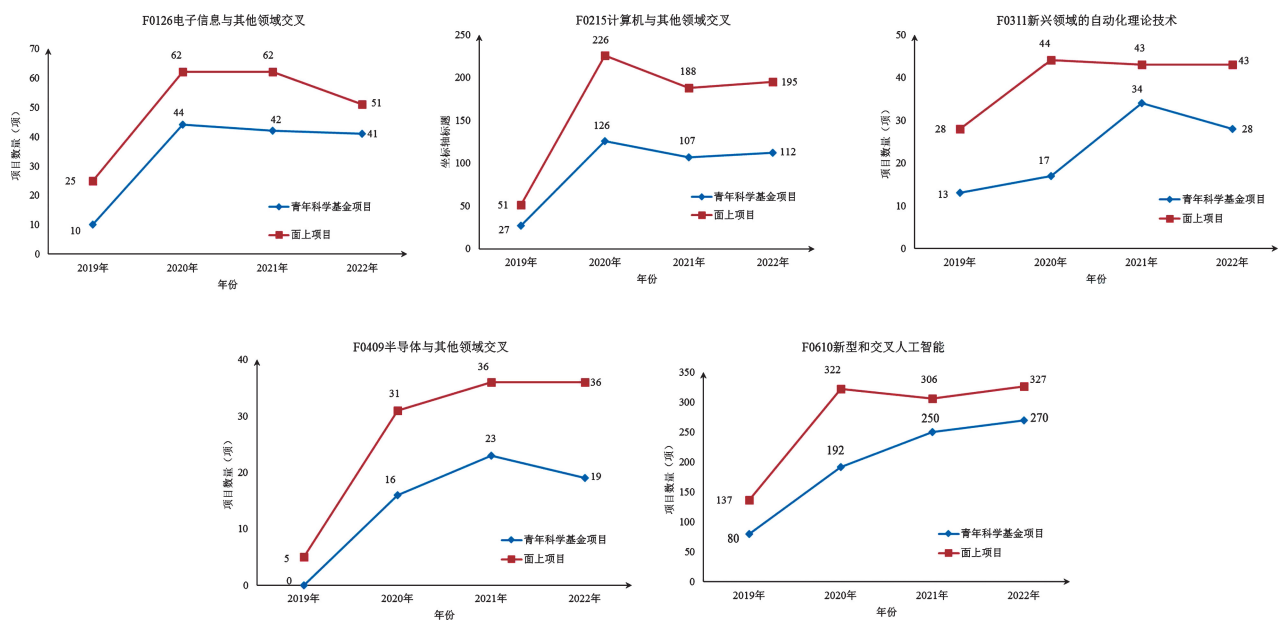 F0126电子信息与其他领域交叉
70
60
50
40
30
20
10
0
项目数量（项）
62
62
51
44
42
41
25
10
青年科学基金项目
面上项目
2019年
2020年
2021年
2022年
年份
F0215计算机与其他领域交叉
250
200
150
100
50
0
坐标轴标题
226
188
195
126
107
112
51
27
青年科学基金项目
面上项目
2019年
2020年
2021年
2022年
年份
F0311新兴领域的自动化理论技术
50
40
30
20
10
0
项目数量（项）
44
43
43
34
28
28
17
13
青年科学基金项目
面上项目
2019年
2020年
2021年
2022年
年份
F0409半导体与其他领域交叉
40
30
20
10
0
项目数量（项）
36
36
31
23
19
16
5
0
青年科学基金项目
面上项目
2019年
2020年
2021年
2022年
年份
F0610新型和交叉人工智能
350
300
250
200
150
100
50
0
项目数量（项）
322
306
327
250
270
192
137
80
青年科学基金项目
面上项目
2019年
2020年
2021年
2022年
年份